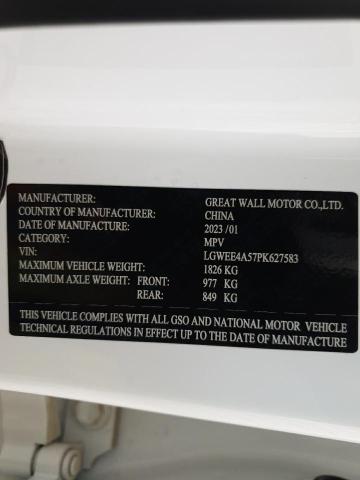 MANUFACTURER: GREAT WALL MOTOR CO.,LTD.
COUNTRY OF MANUFACTURER: CHINA
DATE OF MANUFACTURER: 2023 /01
CATEGORY: MPV
VIN: LGWEE4A57PK627583
MAXIMUM VEHICLE WEIGHT: 1826 KG
MAXIMUM AXLE WEIGHT: FRONT: 977 KG
REAR: 849 KG
THIS VEHICLE COMPLIES WITH ALL GSO AND NATIONAL MOTOR VEHICLE
TECHNICAL REGULATIONS IN EFFECT UP TO THE DATE OF MANUFACTURE